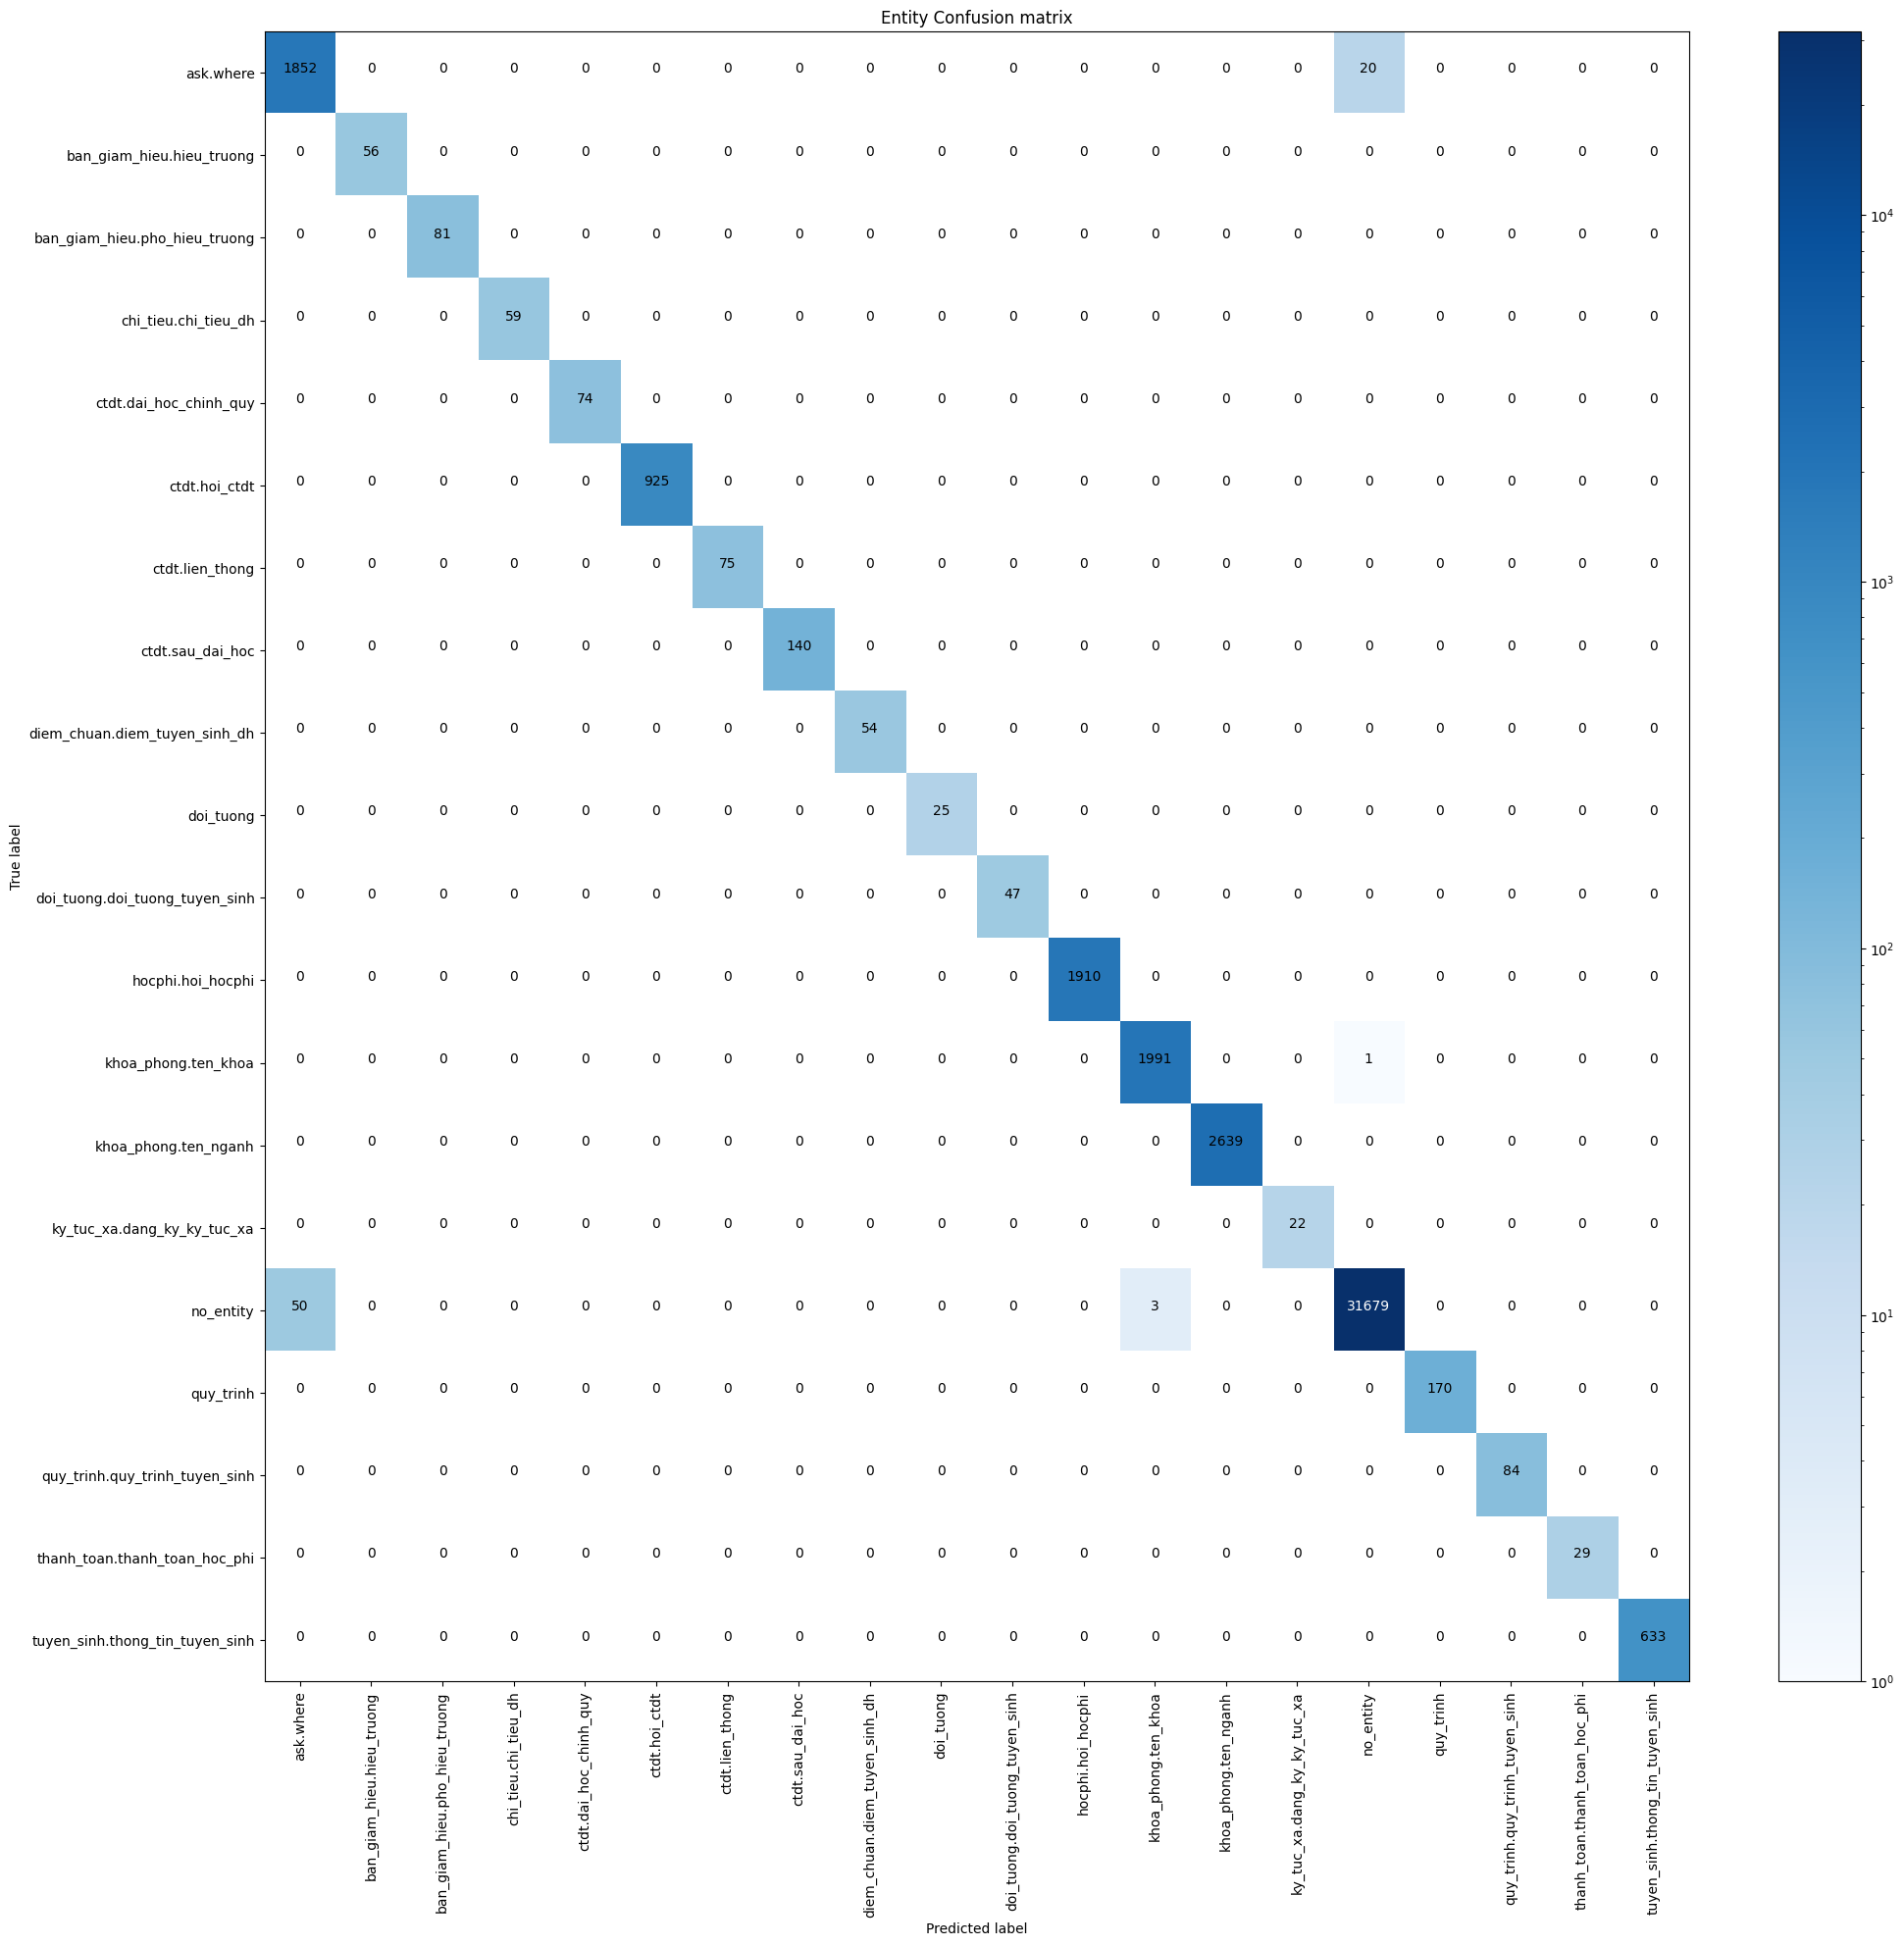 Entity Confusion matrix
ask.where 1852 0 0 0 0 0 0 0 0 0 0 0 0 0 0 20 0 0 0 0
ban_giam_hieu.hieu_truong 0 56 0 0 0 0 0 0 0 0 0 0 0 0 0 0 0 0 0 0
ban_giam_hieu.pho_hieu_truong 0 0 81 0 0 0 0 0 0 0 0 0 0 0 0 0 0 0 0 0
chi_tieu.chi_tieu_dh 0 0 0 59 0 0 0 0 0 0 0 0 0 0 0 0 0 0 0 0
ctdt.dai_hoc_chinh_quy 0 0 0 0 74 0 0 0 0 0 0 0 0 0 0 0 0 0 0 0
ctdt.hoi_ctdt 0 0 0 0 0 925 0 0 0 0 0 0 0 0 0 0 0 0 0 0
ctdt.lien_thong 0 0 0 0 0 0 75 0 0 0 0 0 0 0 0 0 0 0 0 0
ctdt.sau_dai_hoc 0 0 0 0 0 0 0 140 0 0 0 0 0 0 0 0 0 0 0 0
diem_chuan.diem_tuyen_sinh_dh 0 0 0 0 0 0 0 0 54 0 0 0 0 0 0 0 0 0 0 0
doi_tuong 0 0 0 0 0 0 0 0 0 25 0 0 0 0 0 0 0 0 0 0
doi_tuong.doi_tuong_tuyen_sinh 0 0 0 0 0 0 0 0 0 0 47 0 0 0 0 0 0 0 0 0
hocphi.hoi_hocphi 0 0 0 0 0 0 0 0 0 0 0 1910 0 0 0 0 0 0 0 0
khoa_phong.ten_khoa 0 0 0 0 0 0 0 0 0 0 0 0 1991 0 0 1 0 0 0 0
khoa_phong.ten_nganh 0 0 0 0 0 0 0 0 0 0 0 0 0 2639 0 0 0 0 0 0
ky_tuc_xa.dang_ky_ky_tuc_xa 0 0 0 0 0 0 0 0 0 0 0 0 0 0 22 0 0 0 0 0
no_entity 50 0 0 0 0 0 0 0 0 0 0 0 3 0 0 31679 0 0 0 0
quy_trinh 0 0 0 0 0 0 0 0 0 0 0 0 0 0 0 0 170 0 0 0
quy_trinh.quy_trinh_tuyen_sinh 0 0 0 0 0 0 0 0 0 0 0 0 0 0 0 0 0 84 0 0
thanh_toan.thanh_toan_hoc_phi 0 0 0 0 0 0 0 0 0 0 0 0 0 0 0 0 0 0 29 0
tuyen_sinh.thong_tin_tuyen_sinh 0 0 0 0 0 0 0 0 0 0 0 0 0 0 0 0 0 0 0 633
True label
ask.where
ban_giam_hieu.hieu_truong
ban_giam_hieu.pho_hieu_truong
chi_tieu.chi_tieu_dh
ctdt.dai_hoc_chinh_quy
ctdt.hoi_ctdt
ctdt.lien_thong
ctdt.sau_dai_hoc
diem_chuan.diem_tuyen_sinh_dh
doi_tuong
doi_tuong.doi_tuong_tuyen_sinh
hocphi.hoi_hocphi
khoa_phong.ten_khoa
khoa_phong.ten_nganh
ky_tuc_xa.dang_ky_ky_tuc_xa
no_entity
quy_trinh
quy_trinh.quy_trinh_tuyen_sinh
thanh_toan.thanh_toan_hoc_phi
tuyen_sinh.thong_tin_tuyen_sinh
Predicted label
10⁴
10³
10²
10¹
10⁰